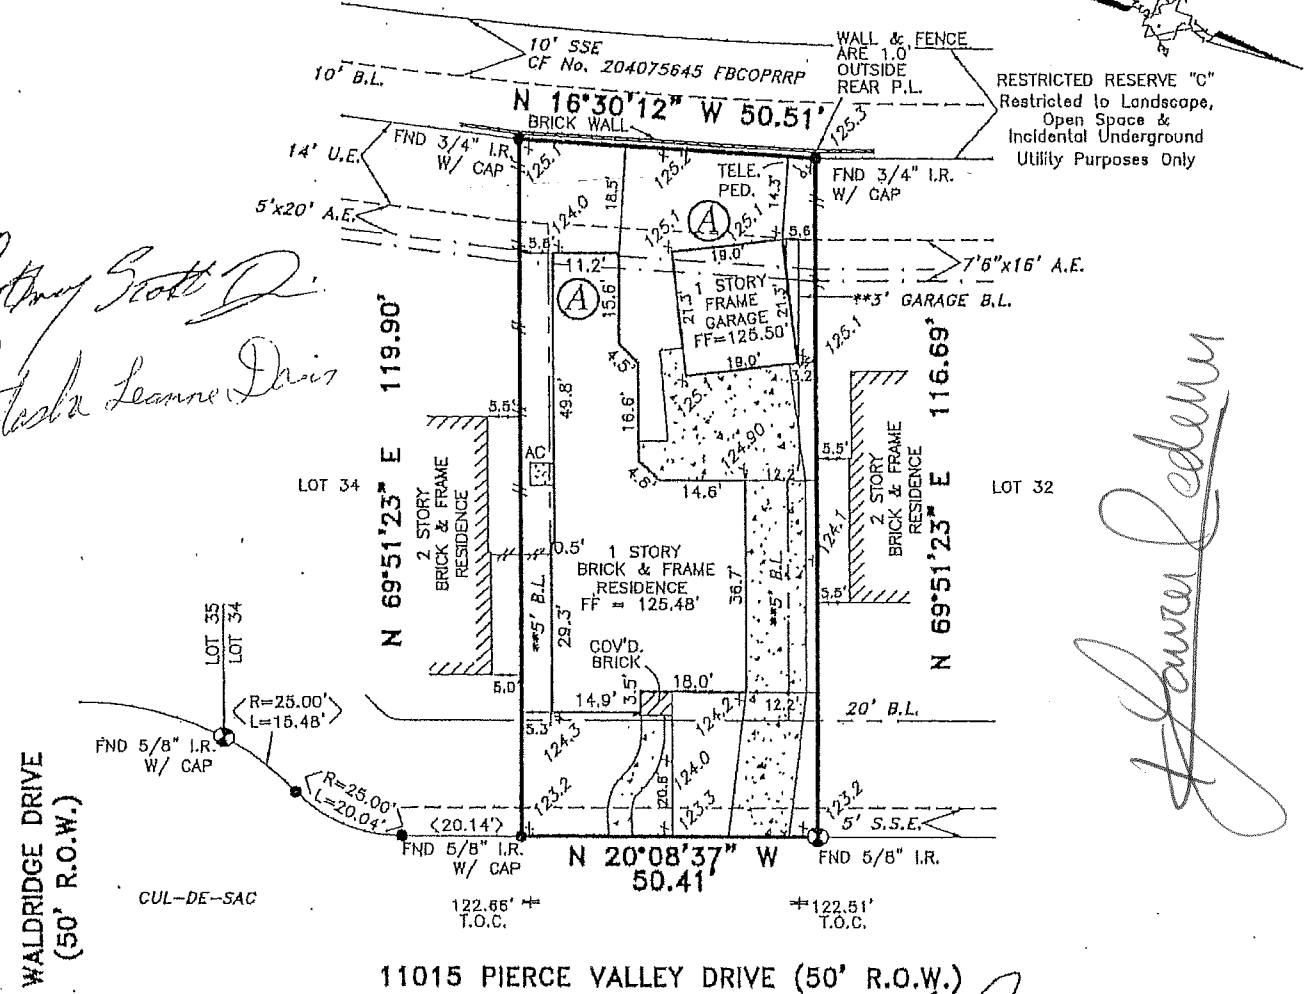 10' SSE
CF No. 204075645 FBCOPRRP
WALL & FENCE
ARE 1.0'
OUTSIDE
REAR P.L.
RESTRICTED RESERVE "C"
Restricted to Landscape,
Open Space &
Incidental Underground
Utility Purposes Only
10' B.L.
N 16°30'12" W 50.51'
BRICK WALL
125.3
FND 3/4" I.R.
W/ CAP
125.1
125.2
TELE.
PED.
14.3'
FND 3/4" I.R.
W/ CAP
14' U.E.
18.5'
5'x20' A.E.
124.0
125.1
A
125.1
5.6'
5.6
19.0'
11.2'
7'6"x16' A.E.
A
15.6'
1 STORY
FRAME
GARAGE
FF=125.50'
21.3'
21.3'
**3' GARAGE B.L.
125.1
19.0'
4.5'
3.2'
125.1
N 69°51'23" E 119.90'
N 69°51'23" E 116.69'
Scott D.
Leanne Davis
49.8'
16.6'
5.5'
124.90
AC
4.6'
14.6'
12.2'
5.5'
LOT 34
2 STORY
BRICK & FRAME
RESIDENCE
2 STORY
BRICK & FRAME
RESIDENCE
LOT 32
124.1
0.5'
1 STORY
BRICK & FRAME
RESIDENCE
FF = 125.48'
36.7'
**5' B.L.
**5' B.L.
29.3'
5.5'
LOT 35
LOT 34
COV'D.
BRICK
5.0'
3.5'
18.0'
14.9'
R=25.00'
L=15.48'
124.2
12.2'
20' B.L.
5.3'
124.3
FND 5/8" I.R.
W/ CAP
R=25.00'
L=20.04'
124.0
20.6'
123.2
123.3
123.2
5' S.S.E.
(20.14')
FND 5/8" I.R.
W/ CAP
N 20°08'37" W
50.41'
FND 5/8" I.R.
WALDRIDGE DRIVE
(50' R.O.W.)
CUL-DE-SAC
122.66'
T.O.C.
122.51'
T.O.C.
11015 PIERCE VALLEY DRIVE (50' R.O.W.)